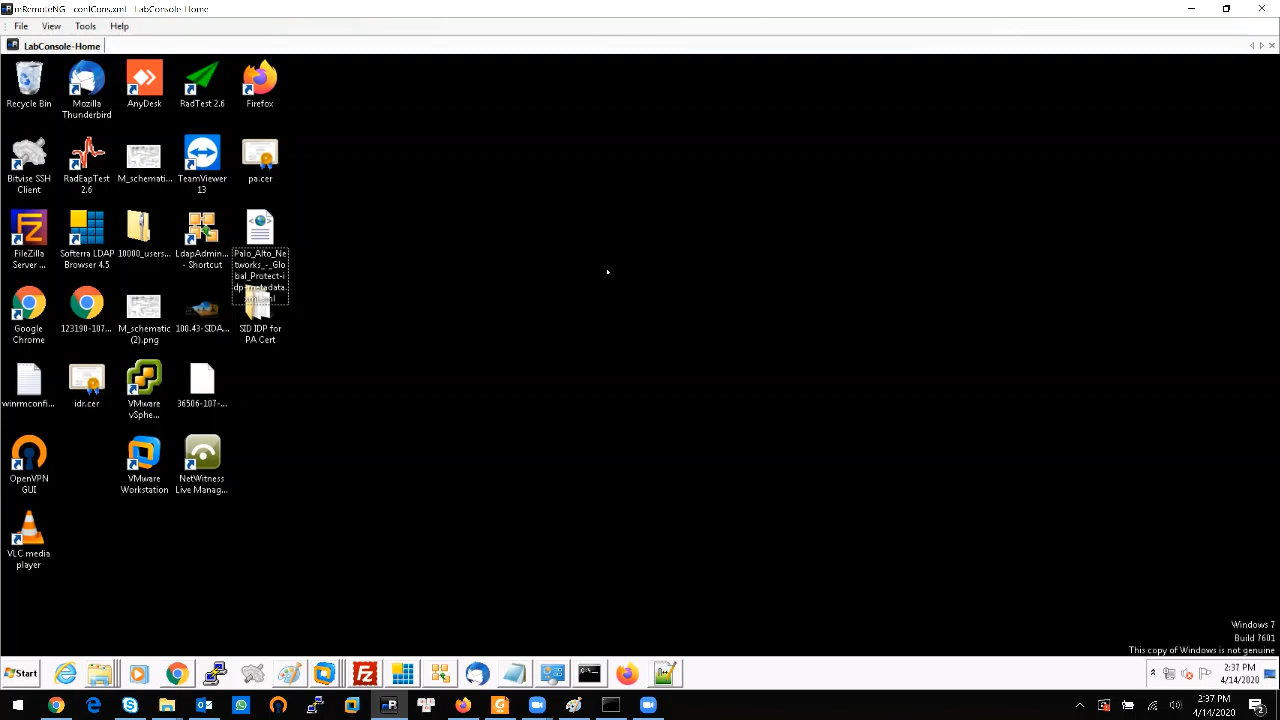 mRemoteNG - confCons.xml - LabConsole-Home
File View Tools Help
LabConsole-Home
Recycle Bin
Mozilla Thunderbird
AnyDesk
RadTest 2.6
Firefox
Bitvise SSH Client
RadEapTest 2.6
M_schemati...
TeamViewer 13
pa.cer
FileZilla Server ...
Softerra LDAP Browser 4.5
10000_users...
LdapAdmin... - Shortcut
Palo_Alto_Ne
tworks_-_Glo
bal_Protect-i
dp-metadata.
xml.xml
Google Chrome
123190-107...
M_schematic (2).png
100.43-SIDA...
SID IDP for PA Cert
winrmconfi...
idr.cer
VMware vSphe...
36506-107-...
OpenVPN GUI
VMware Workstation
NetWitness Live Manag...
VLC media player
Windows 7
Build 7601
This copy of Windows is not genuine
Start
2:37 PM
4/14/2020
2:37 PM
4/14/2020